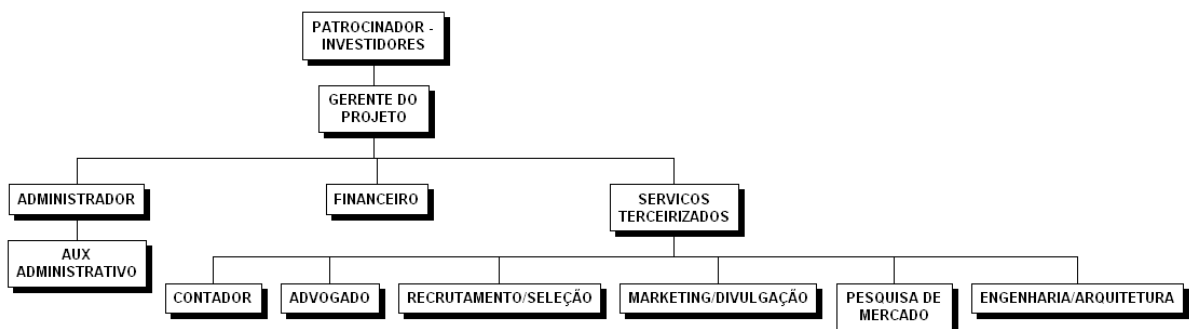 PATROCINADOR -
INVESTIDORES
GERENTE DO
PROJETO
ADMINISTRADOR
FINANCEIRO
SERVICOS
TERCEIRIZADOS
AUX
ADMINISTRATIVO
CONTADOR
ADVOGADO
RECRUTAMENTO/SELEÇÃO
MARKETING/DIVULGAÇÃO
PESQUISA DE
MERCADO
ENGENHARIA/ARQUITETURA